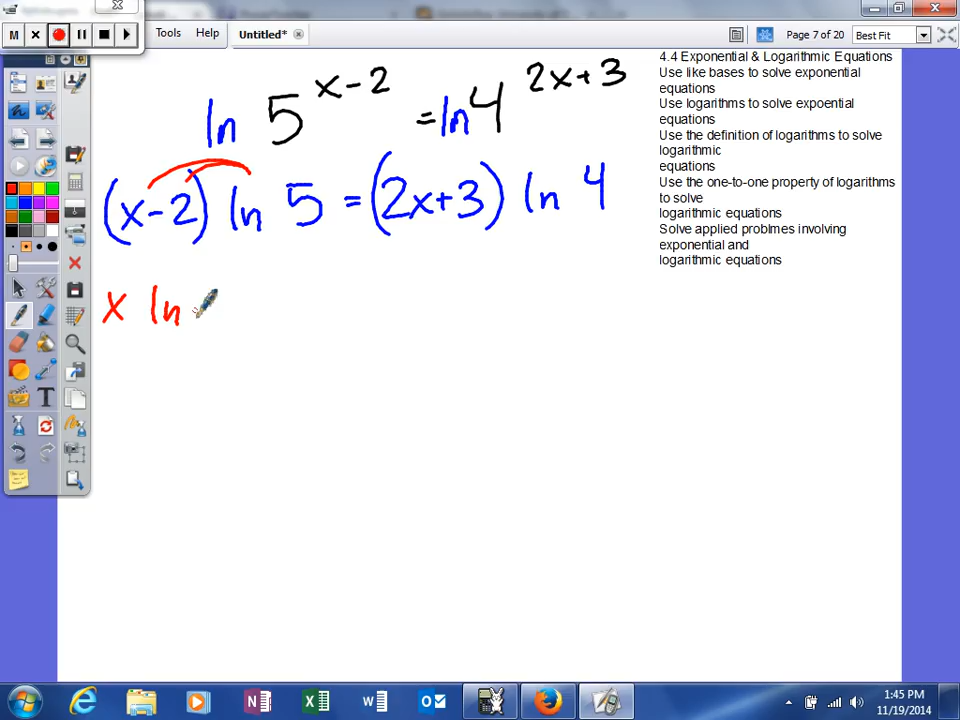 M
Tools Help Untitled* Page 7 of 20 Best Fit
ln 5^(x-2) = ln 4^(2x+3)
(x-2) ln 5 = (2x+3) ln 4
x ln
4.4 Exponential & Logarithmic Equations
Use like bases to solve exponential
equations
Use logarithms to solve expoential
equations
Use the definition of logarithms to solve
logarithmic
equations
Use the one-to-one property of logarithms
to solve
logarithmic equations
Solve applied problmes involving
exponential and
logarithmic equations
1:45 PM
11/19/2014